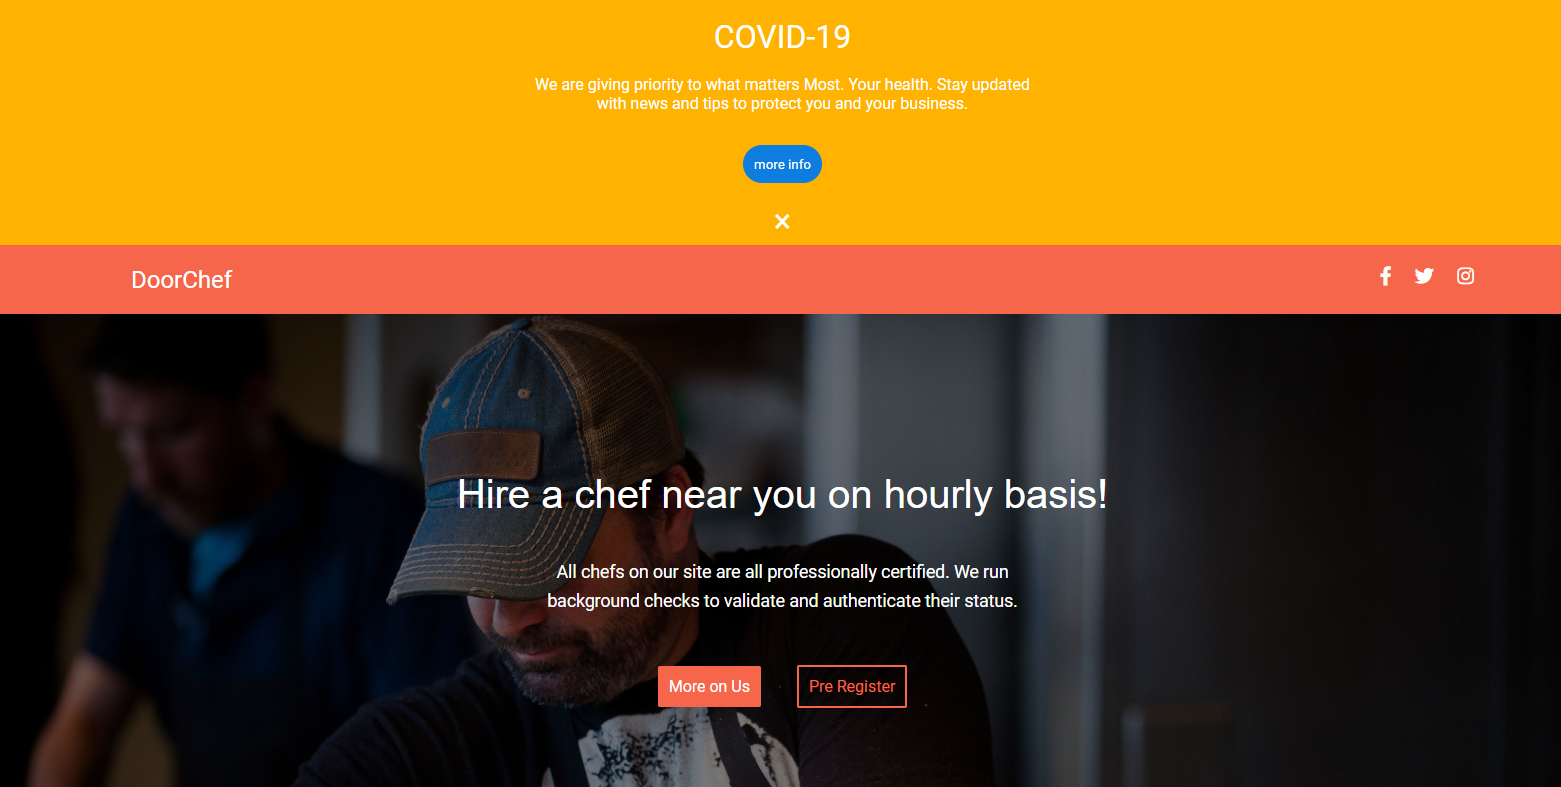 COVID-19
We are giving priority to what matters Most. Your health. Stay updated
with news and tips to protect you and your business.
more info
×
DoorChef
Hire a chef near you on hourly basis!
All chefs on our site are all professionally certified. We run
background checks to validate and authenticate their status.
More on Us
Pre Register